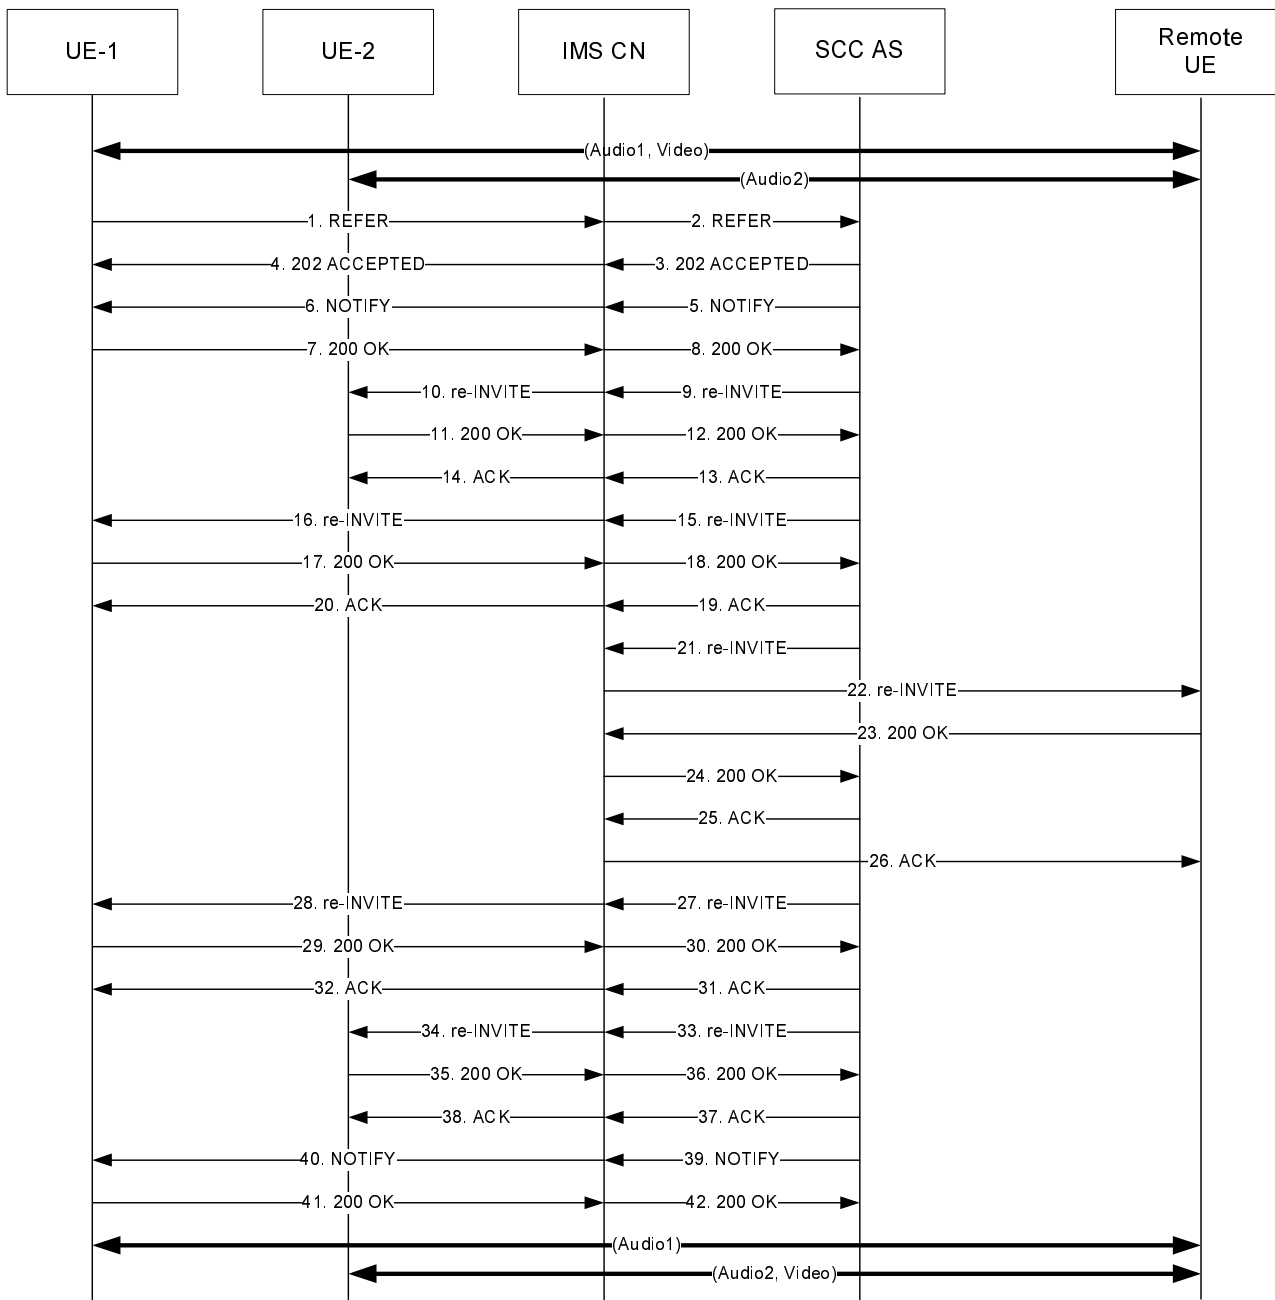 UE-1
UE-2
IMS CN
SCC AS
Remote
UE
(Audio1, Video)
(Audio2)
1. REFER
2. REFER
4. 202 ACCEPTED
3. 202 ACCEPTED
6. NOTIFY
5. NOTIFY
7. 200 OK
8. 200 OK
10. re-INVITE
9. re-INVITE
11. 200 OK
12. 200 OK
14. ACK
13. ACK
16. re-INVITE
15. re-INVITE
17. 200 OK
18. 200 OK
20. ACK
19. ACK
21. re-INVITE
22. re-INVITE
23. 200 OK
24. 200 OK
25. ACK
26. ACK
28. re-INVITE
27. re-INVITE
29. 200 OK
30. 200 OK
32. ACK
31. ACK
34. re-INVITE
33. re-INVITE
35. 200 OK
36. 200 OK
38. ACK
37. ACK
40. NOTIFY
39. NOTIFY
41. 200 OK
42. 200 OK
(Audio1)
(Audio2, Video)